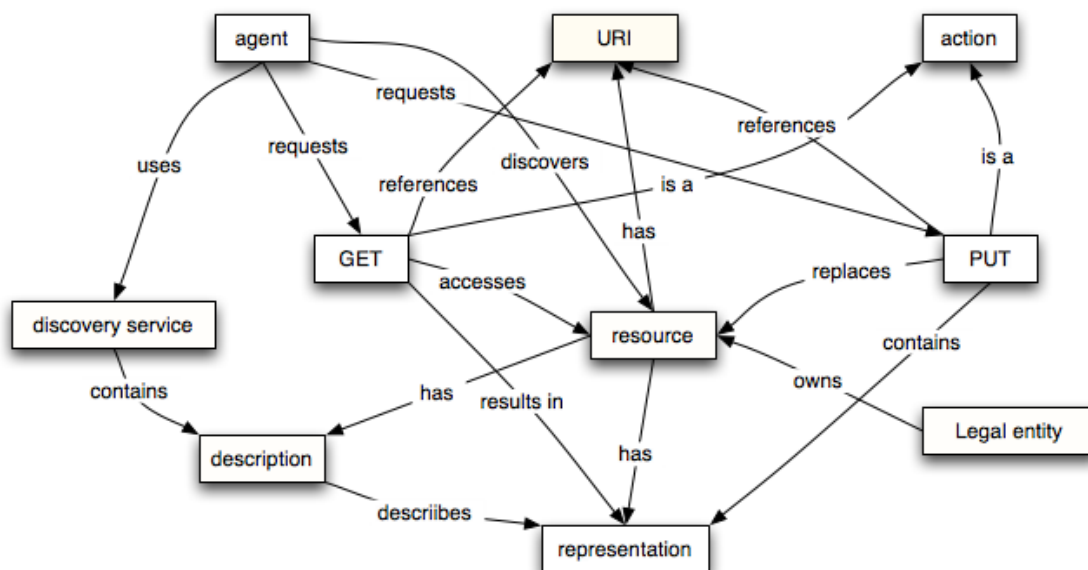 agent
URI
action
requests
references
requests
discovers
is a
uses
references
is a
has
GET
PUT
accesses
replaces
discovery service
resource
contains
contains
has
owns
results in
Legal entity
description
has
descriibes
representation